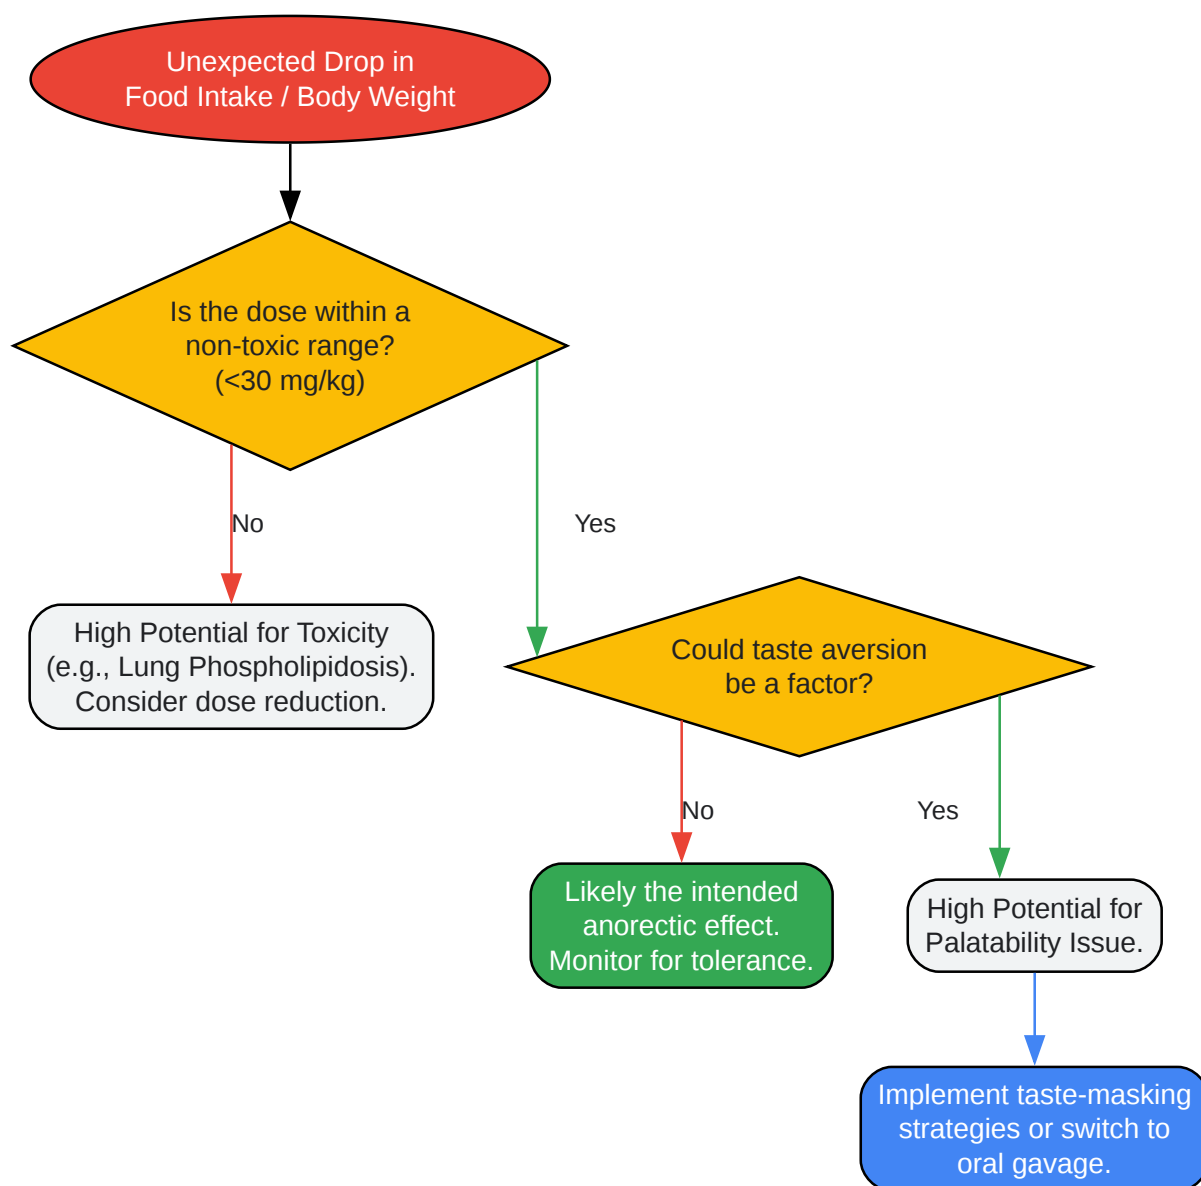 Unexpected Drop in
Food Intake / Body Weight
Is the dose within a
non-toxic range?
(<30 mg/kg)
No
Yes
High Potential for Toxicity
(e.g., Lung Phospholipidosis).
Consider dose reduction.
Could taste aversion
be a factor?
No
Yes
Likely the intended
anorectic effect.
Monitor for tolerance.
High Potential for
Palatability Issue.
Implement taste-masking
strategies or switch to
oral gavage.